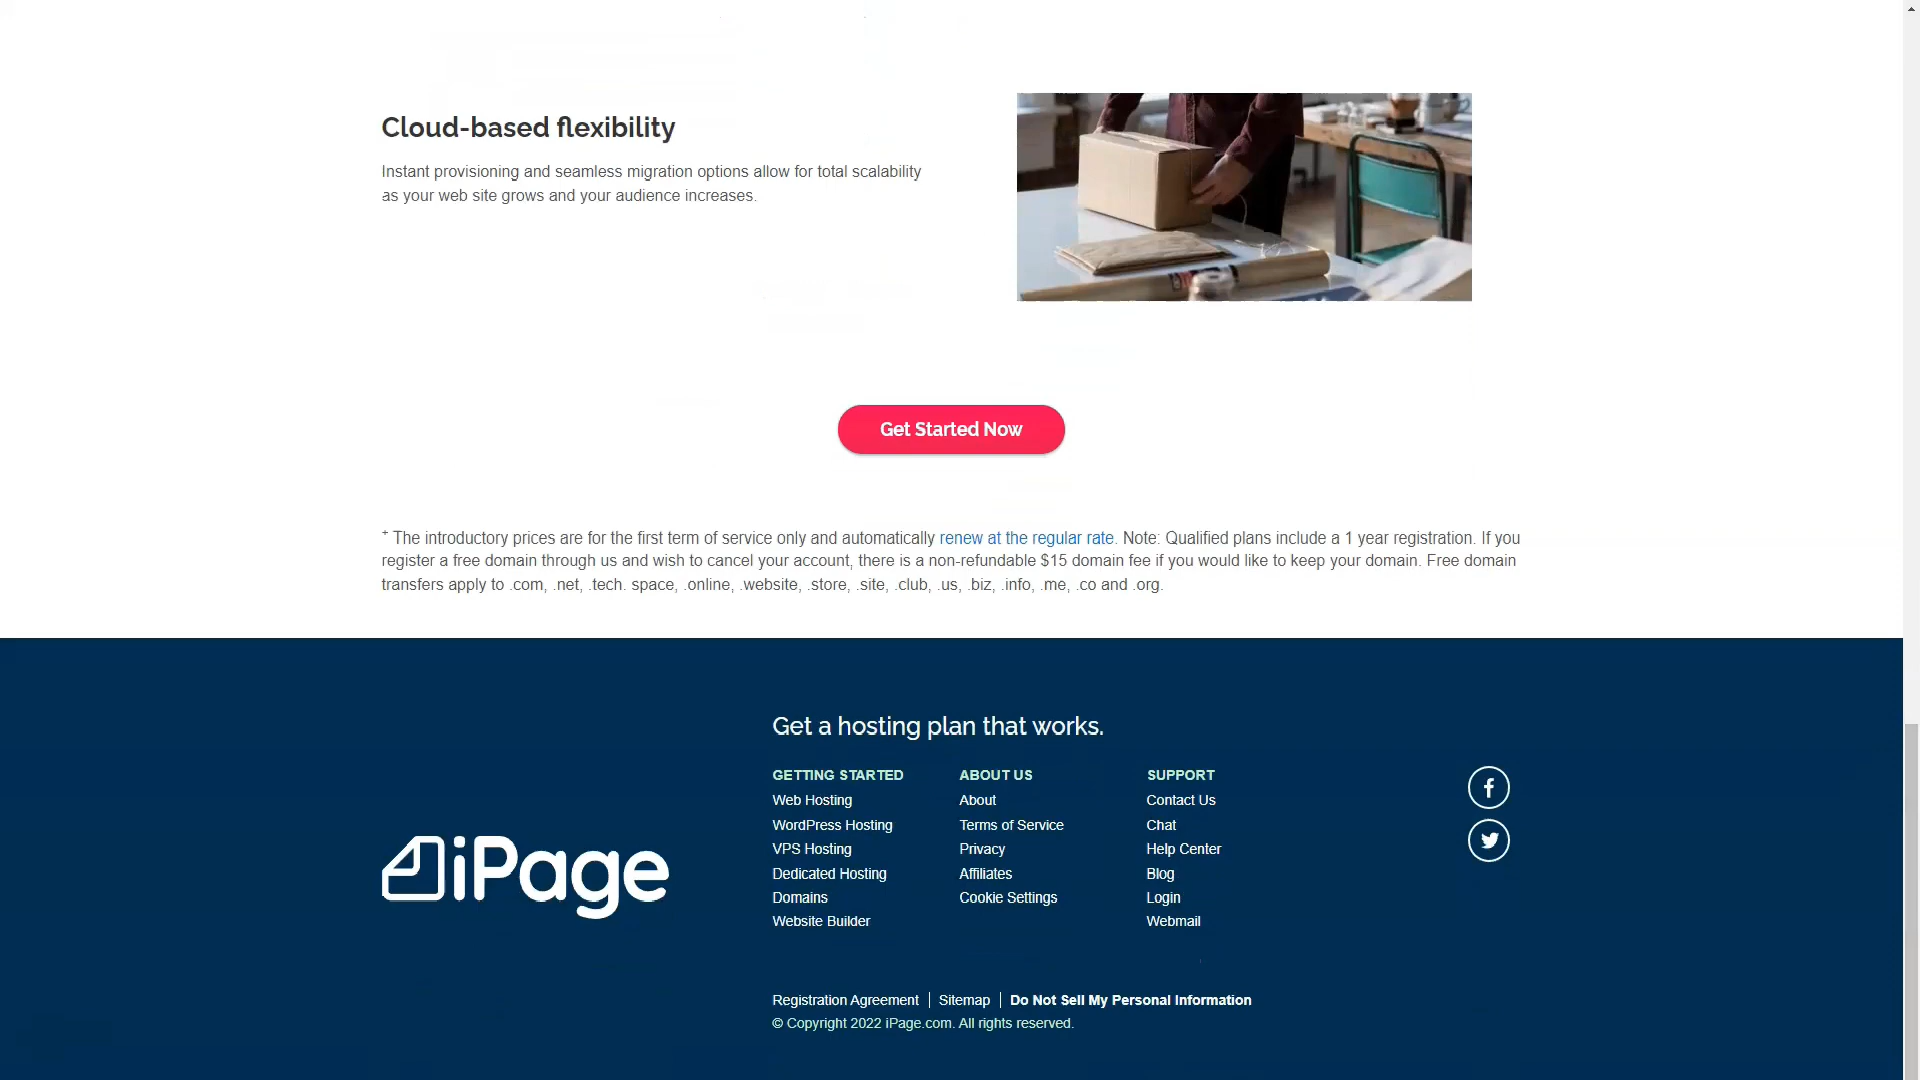 Cloud-based flexibility
Instant provisioning and seamless migration options allow for total scalability
as your web site grows and your audience increases.
Get Started Now
+ The introductory prices are for the first term of service only and automatically renew at the regular rate. Note: Qualified plans include a 1 year registration. If you
register a free domain through us and wish to cancel your account, there is a non-refundable $15 domain fee if you would like to keep your domain. Free domain
transfers apply to .com, .net, .tech. space, .online, .website, .store, .site, .club, .us, .biz, .info, .me, .co and .org.
Get a hosting plan that works.
GETTING STARTED
Web Hosting
WordPress Hosting
VPS Hosting
Dedicated Hosting
Domains
Website Builder
ABOUT US
About
Terms of Service
Privacy
Affiliates
Cookie Settings
SUPPORT
Contact Us
Chat
Help Center
Blog
Login
Webmail
iPage
Registration Agreement | Sitemap | Do Not Sell My Personal Information
© Copyright 2022 iPage.com. All rights reserved.